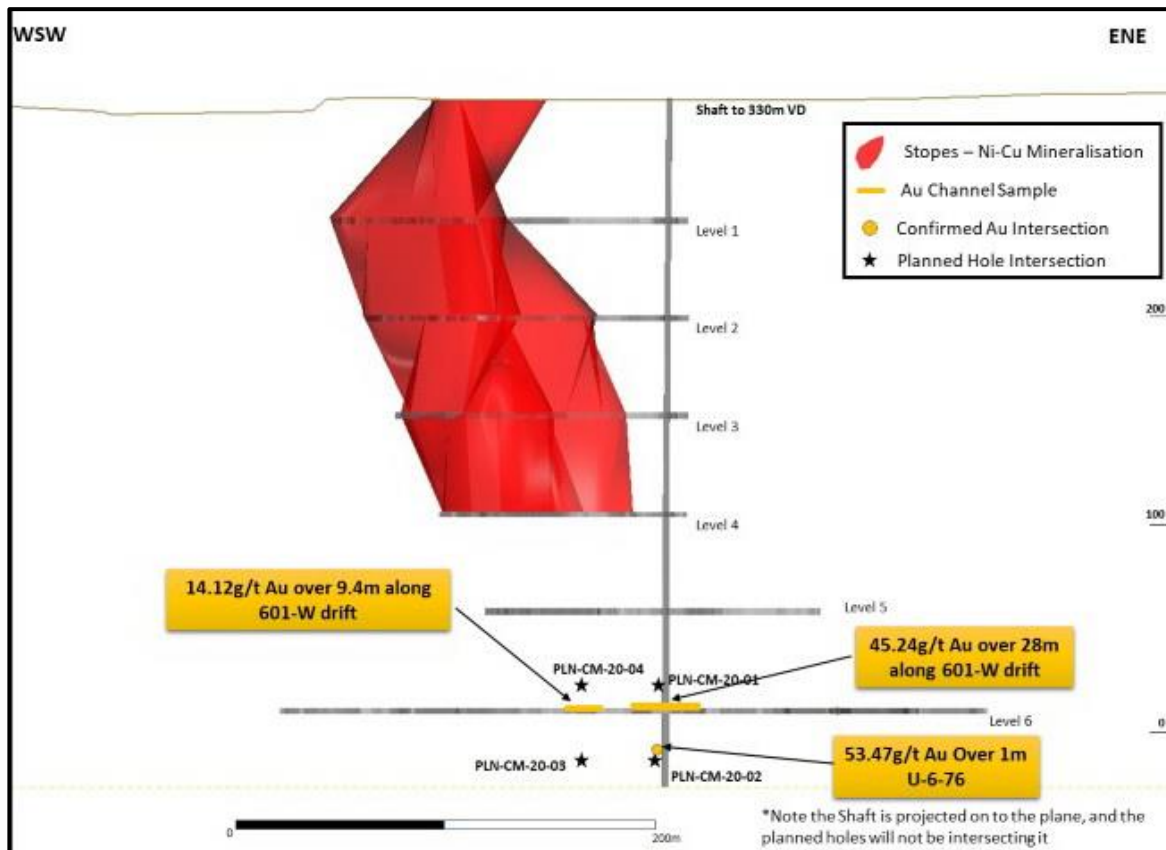 WSW
ENE
Shaft to 330m VD
Stopes – Ni-Cu Mineralisation
Au Channel Sample
Confirmed Au Intersection
Planned Hole Intersection
Level 1
200
Level 2
Level 3
Level 4
100
14.12g/t Au over 9.4m along
601-W drift
Level 5
45.24g/t Au over 28m
along 601-W drift
PLN-CM-20-04
PLN-CM-20-01
Level 6
0
PLN-CM-20-03
PLN-CM-20-02
53.47g/t Au Over 1m
U-6-76
*Note the Shaft is projected on to the plane, and the
planned holes will not be intersecting it
0
200m